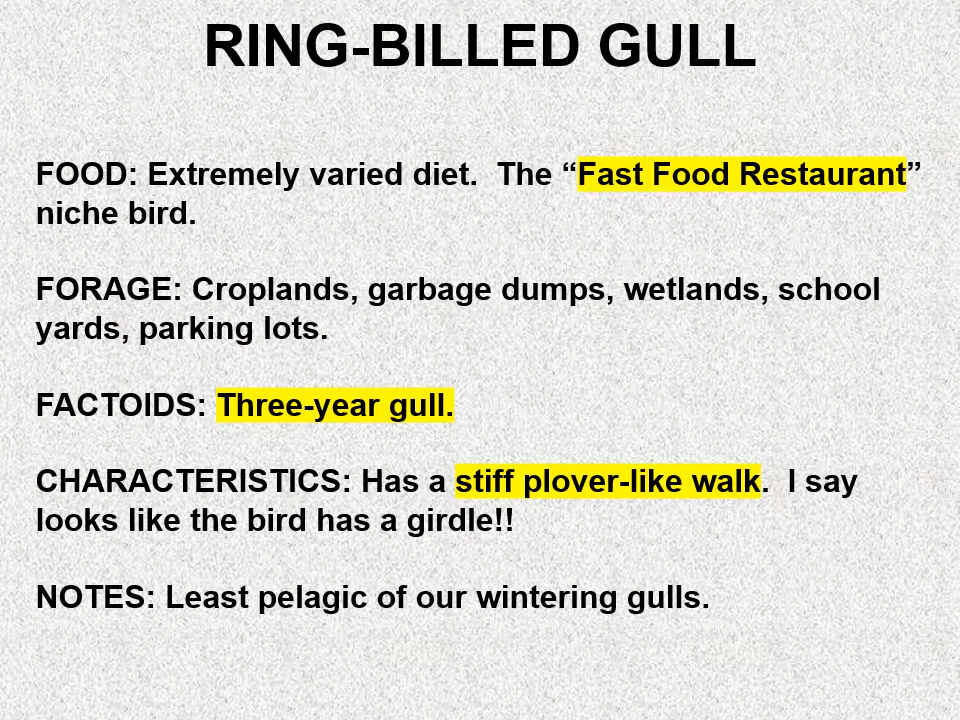 RING-BILLED GULL
FOOD: Extremely varied diet.  The “Fast Food Restaurant”
niche bird.
FORAGE: Croplands, garbage dumps, wetlands, school
yards, parking lots.
FACTOIDS: Three-year gull.
CHARACTERISTICS: Has a stiff plover-like walk.  I say
looks like the bird has a girdle!!
NOTES: Least pelagic of our wintering gulls.